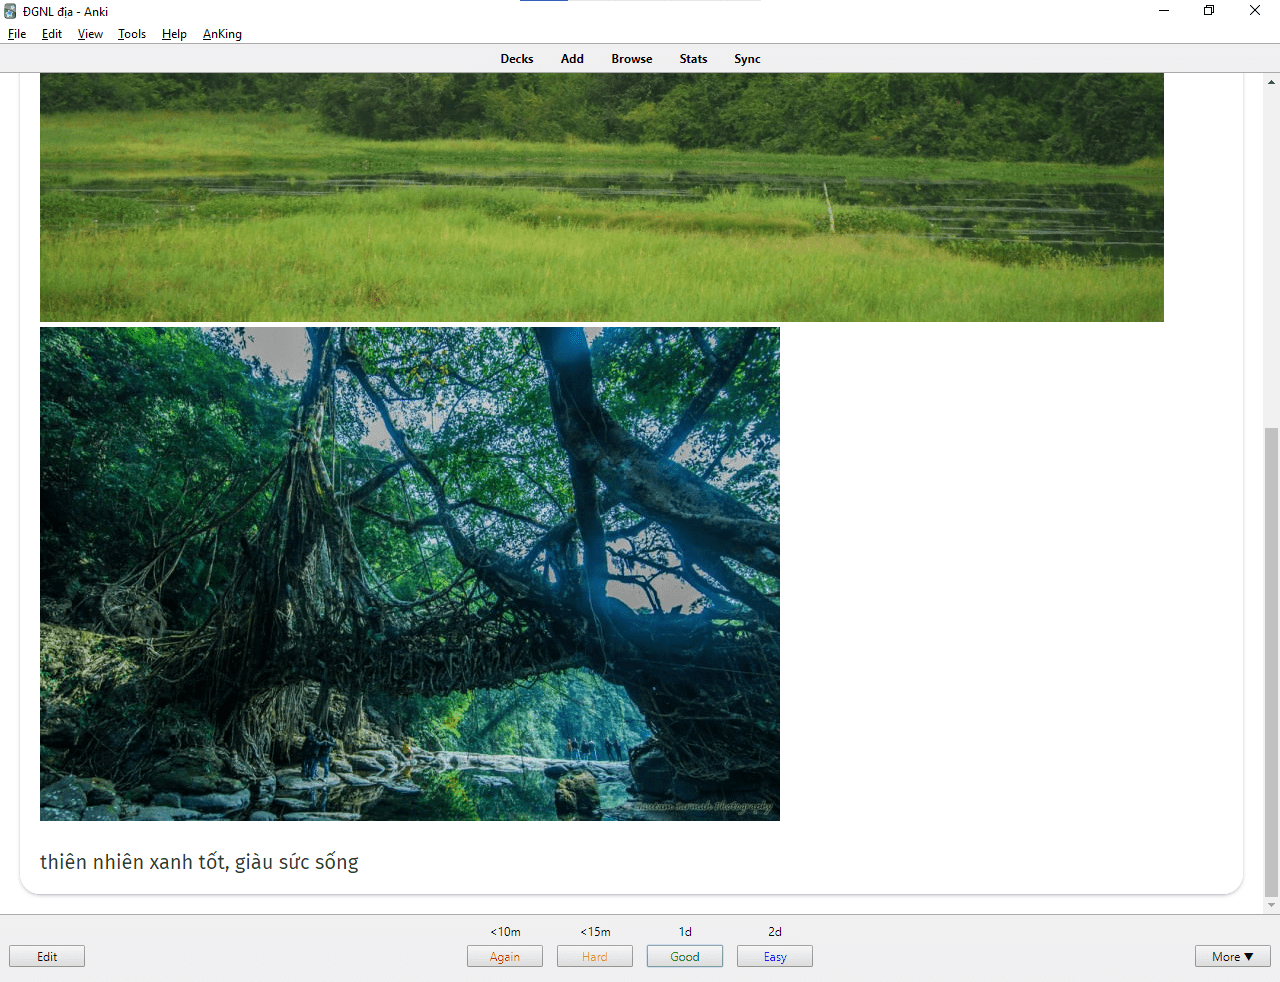 ĐGNL địa - Anki
File Edit View Tools Help AnKing
Decks Add Browse Stats Sync
Photography
thiên nhiên xanh tốt, giàu sức sống
<10m <15m 1d 2d
Edit Again Hard Good Easy More ▼